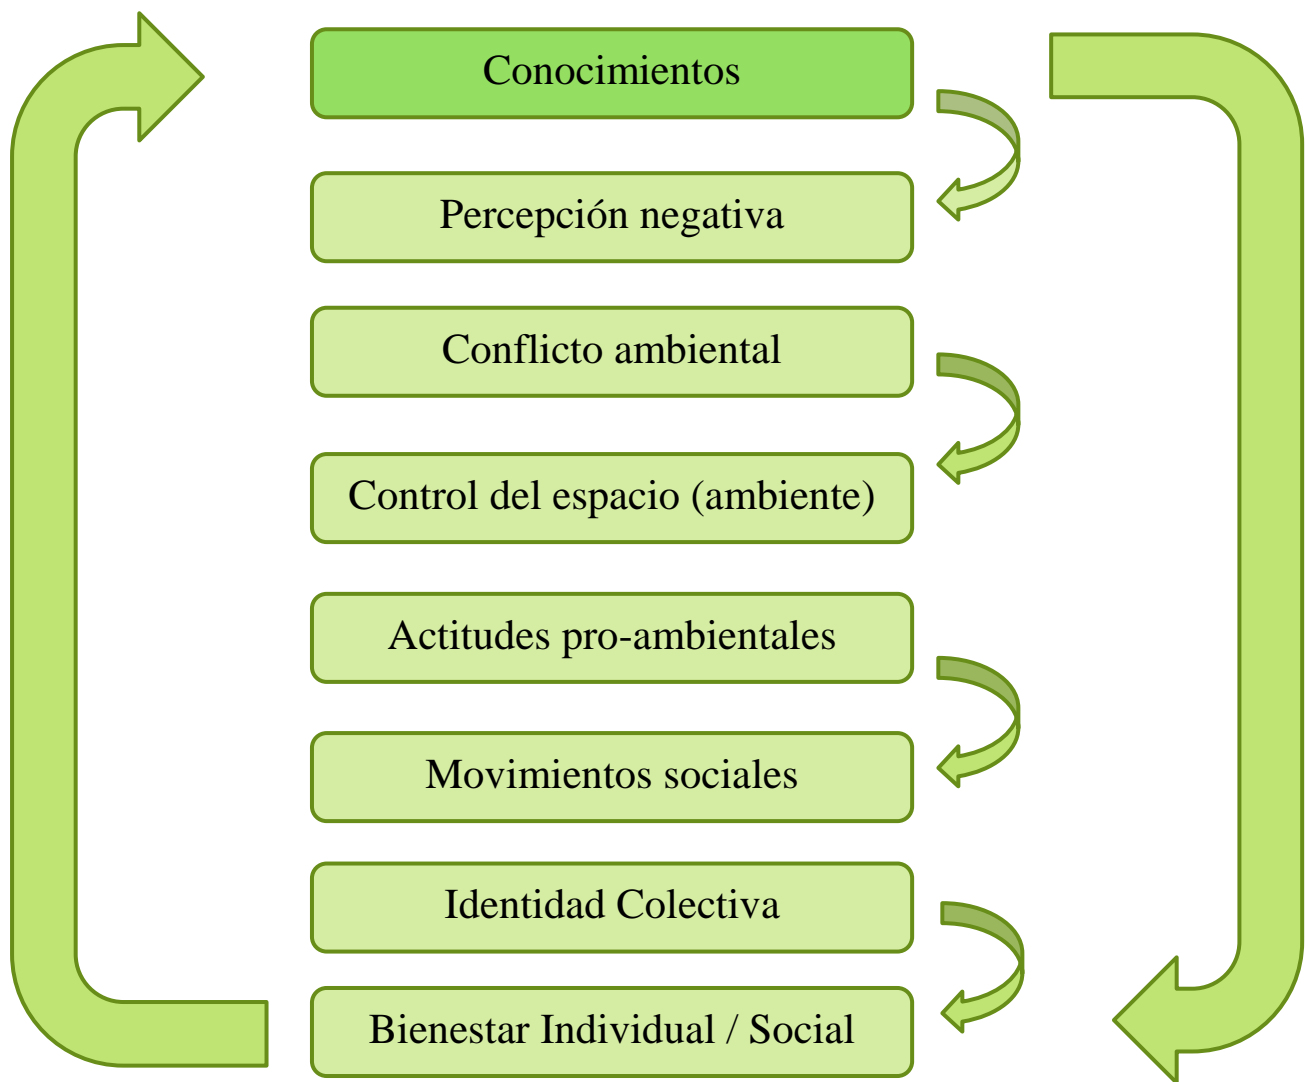 Conocimientos
Percepción negativa
Conflicto ambiental
Control del espacio (ambiente)
Actitudes pro-ambientales
Movimientos sociales
Identidad Colectiva
Bienestar Individual / Social